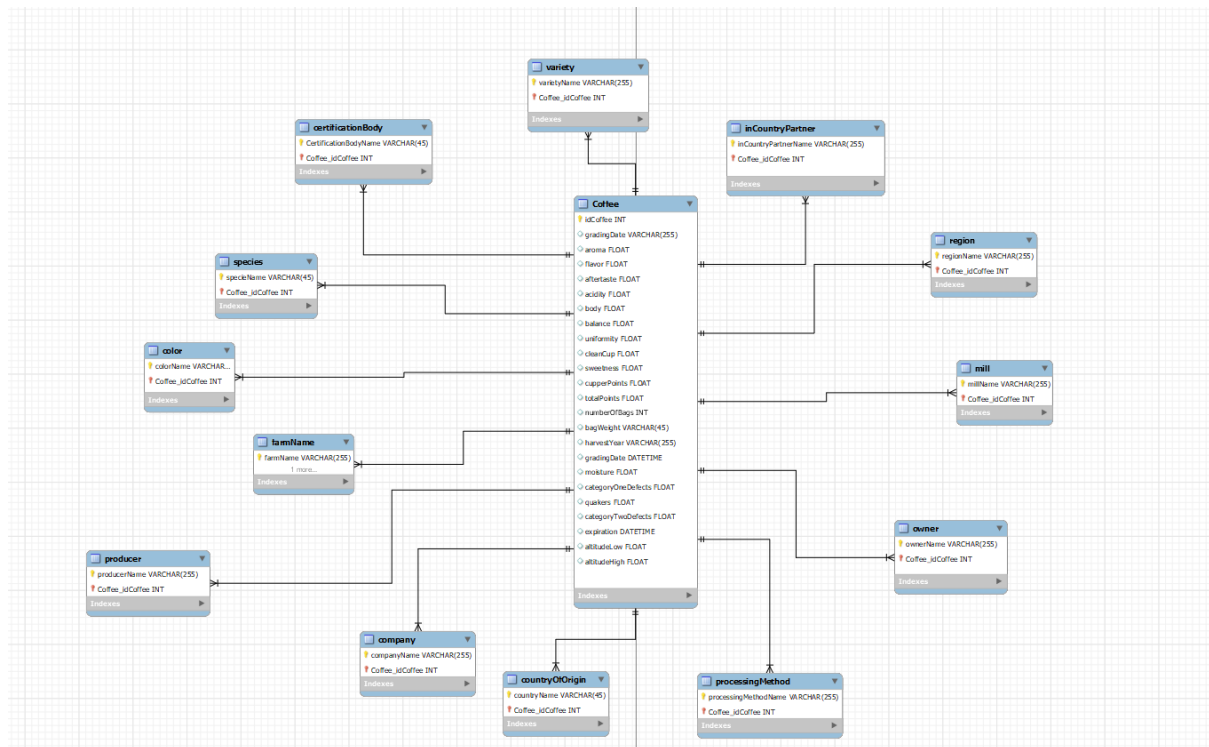 variety
varietyName VARCHAR(255)
Coffee_idCoffee INT
Indexes
certificationBody
CertificationBodyName VARCHAR(45)
Coffee_idCoffee INT
Indexes
inCountryPartner
inCountryPartnerName VARCHAR(255)
Coffee_idCoffee INT
Indexes
Coffee
idCoffee INT
gradingDate VARCHAR(255)
aroma FLOAT
flavor FLOAT
aftertaste FLOAT
acidity FLOAT
body FLOAT
balance FLOAT
uniformity FLOAT
cleanCup FLOAT
sweetness FLOAT
cupperPoints FLOAT
totalPoints FLOAT
numberOfBags INT
bagWeight VARCHAR(45)
harvestYear VARCHAR(255)
gradingDate DATETIME
moisture FLOAT
categoryOneDefects FLOAT
quakers FLOAT
categoryTwoDefects FLOAT
expiration DATETIME
altitudeLow FLOAT
altitudeHigh FLOAT
Indexes
region
regionName VARCHAR(255)
Coffee_idCoffee INT
Indexes
species
specieName VARCHAR(45)
Coffee_idCoffee INT
Indexes
color
colorName VARCHAR...
Coffee_idCoffee INT
Indexes
mill
millName VARCHAR(255)
Coffee_idCoffee INT
Indexes
farmName
farmName VARCHAR(255)
1 more...
Indexes
owner
ownerName VARCHAR(255)
Coffee_idCoffee INT
Indexes
producer
producerName VARCHAR(255)
Coffee_idCoffee INT
Indexes
company
companyName VARCHAR(255)
Coffee_idCoffee INT
Indexes
countryOfOrigin
countryName VARCHAR(45)
Coffee_idCoffee INT
Indexes
processingMethod
processingMethodName VARCHAR(255)
Coffee_idCoffee INT
Indexes